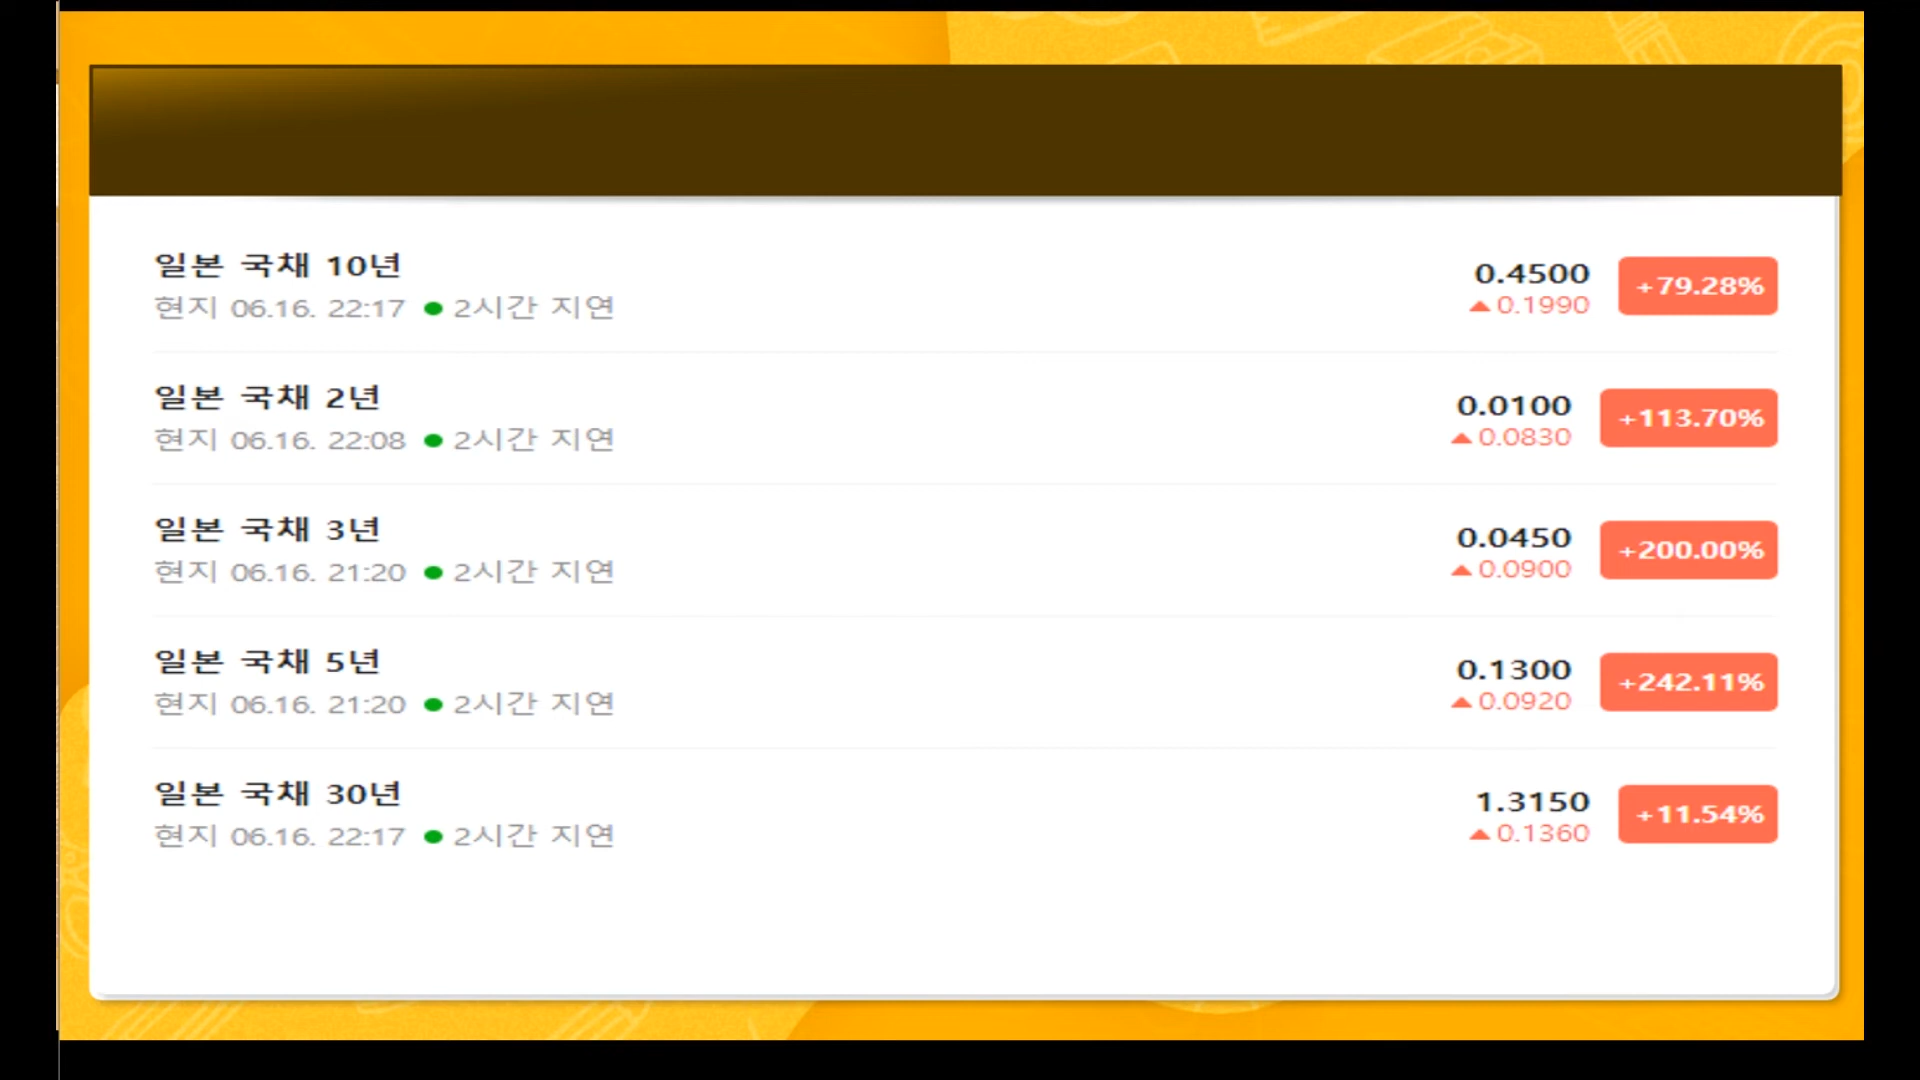 일본 국채 10년
현지 06.16. 22:17 ● 2시간 지연
0.4500
▲0.1990
+79.28%
일본 국채 2년
현지 06.16. 22:08 ● 2시간 지연
0.0100
▲0.0830
+113.70%
일본 국채 3년
현지 06.16. 21:20 ● 2시간 지연
0.0450
▲0.0900
+200.00%
일본 국채 5년
현지 06.16. 21:20 ● 2시간 지연
0.1300
▲0.0920
+242.11%
일본 국채 30년
현지 06.16. 22:17 ● 2시간 지연
1.3150
▲0.1360
+11.54%